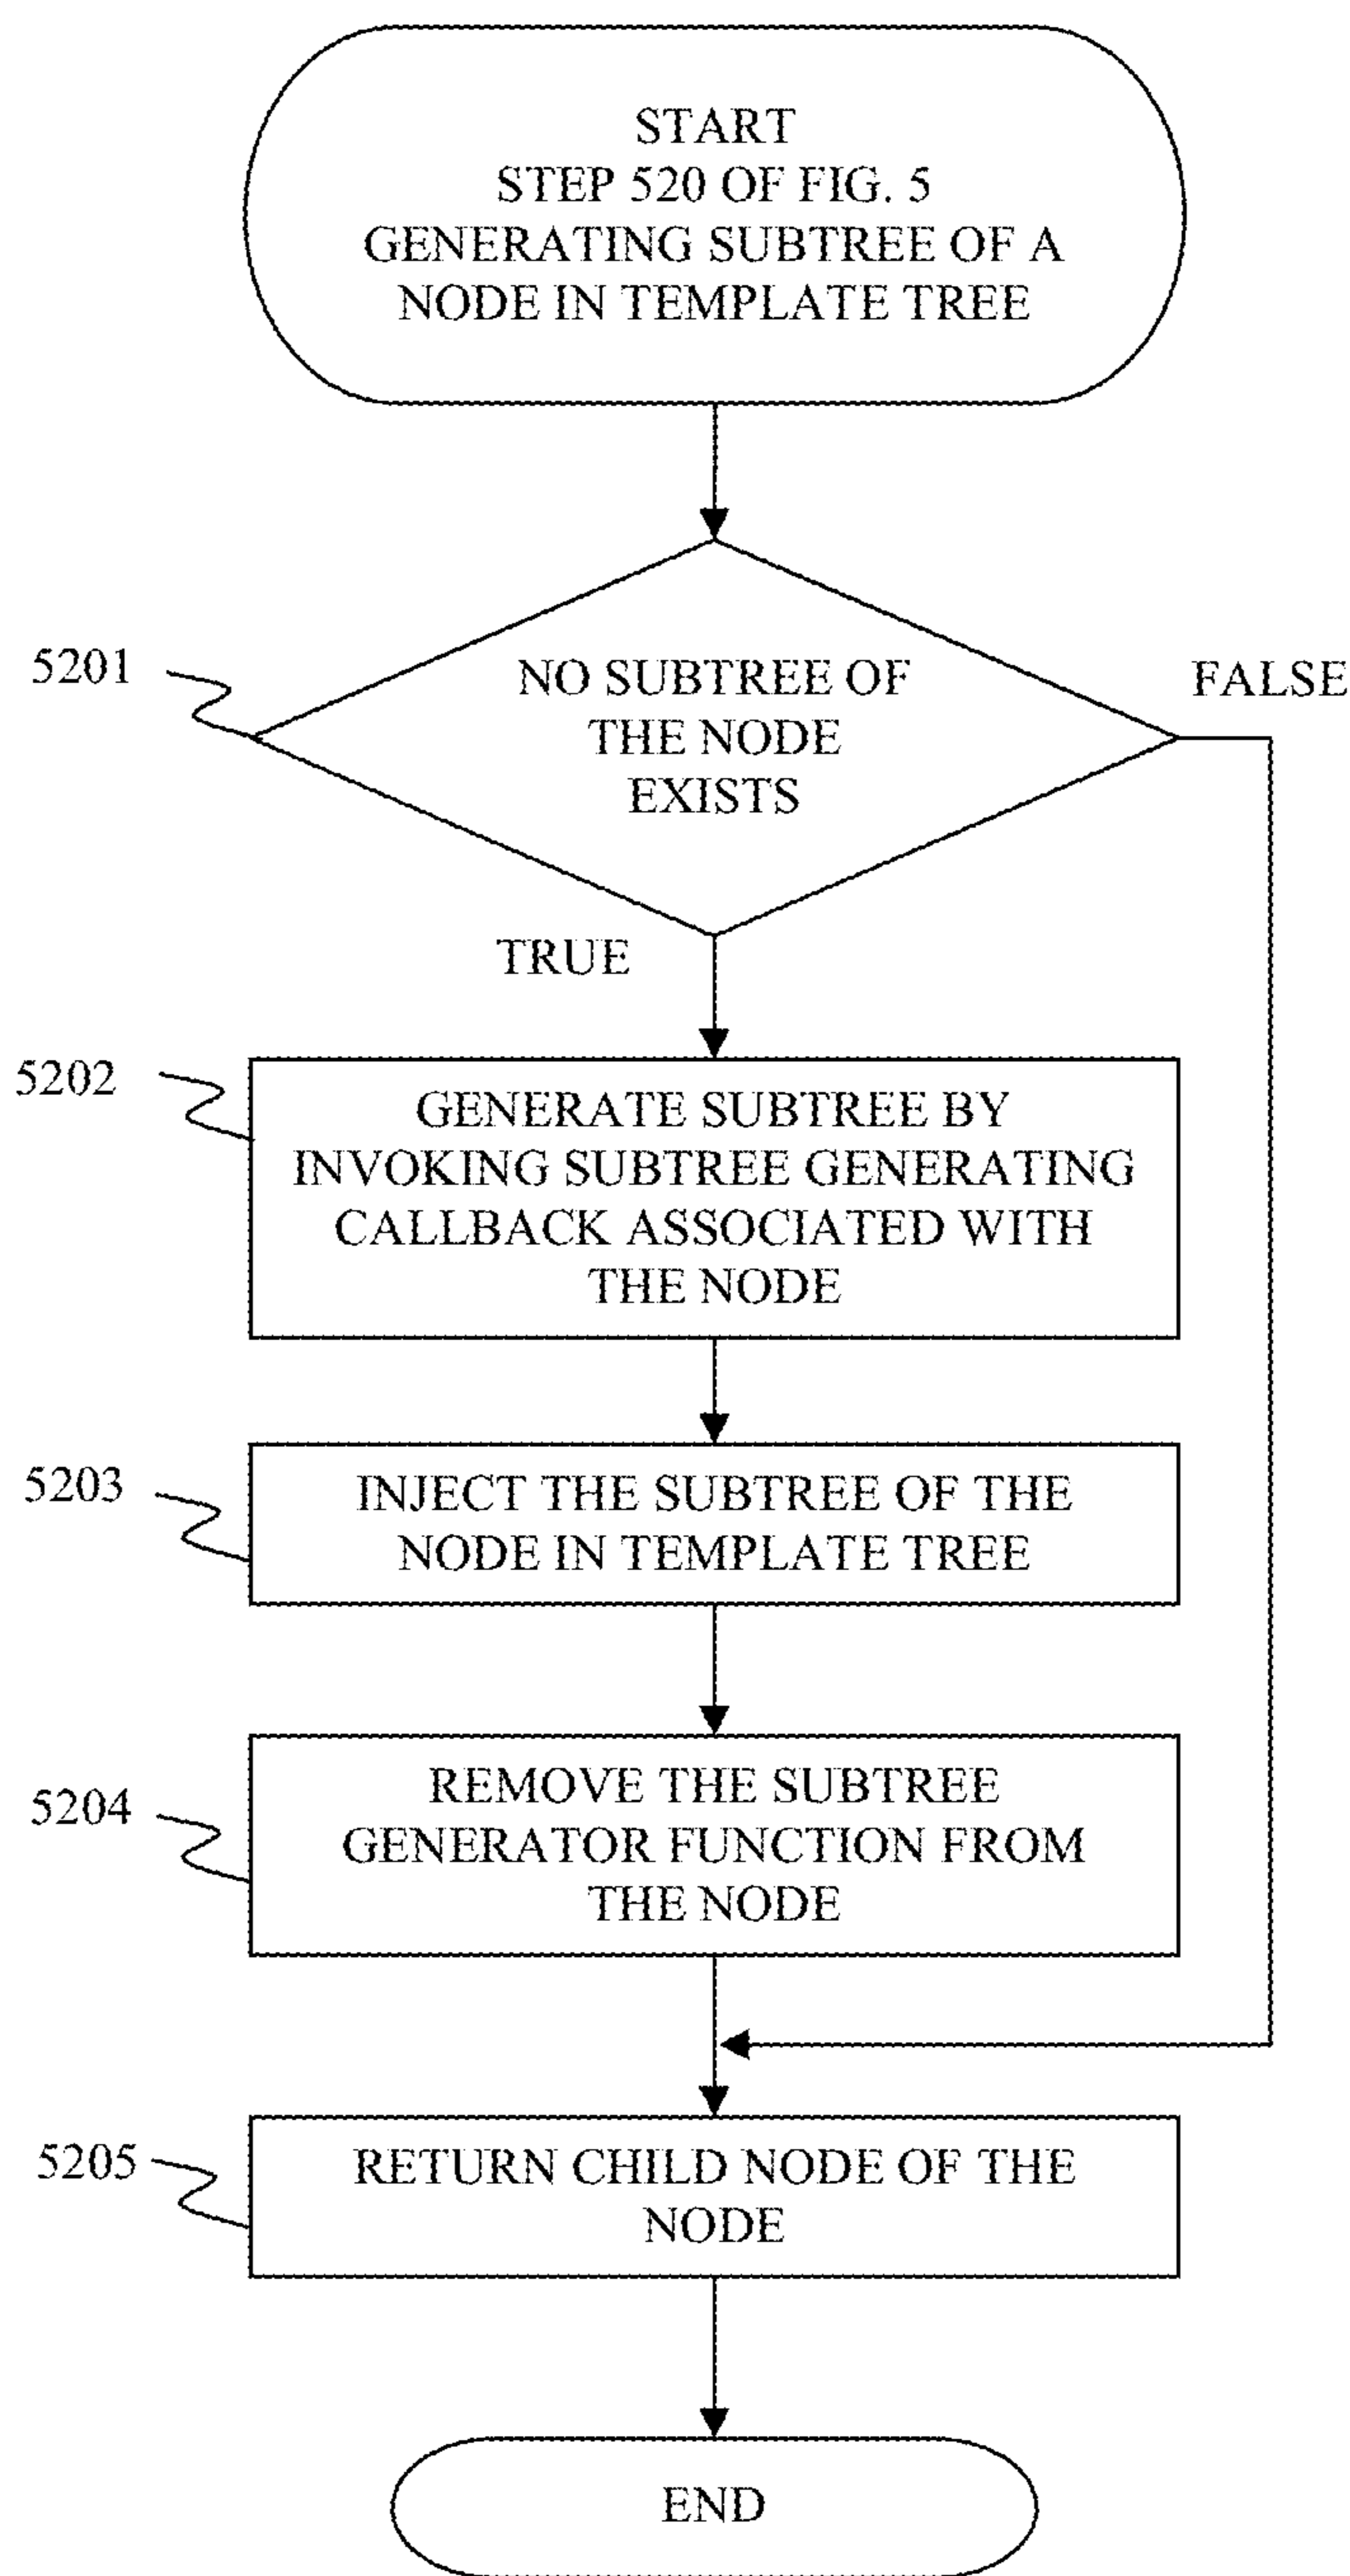 START
STEP 520 OF FIG. 5
GENERATING SUBTREE OF A
NODE IN TEMPLATE TREE
5201
NO SUBTREE OF
THE NODE
EXISTS
FALSE
TRUE
5202
GENERATE SUBTREE BY
INVOKING SUBTREE GENERATING
CALLBACK ASSOCIATED WITH
THE NODE
5203
INJECT THE SUBTREE OF THE
NODE IN TEMPLATE TREE
5204
REMOVE THE SUBTREE
GENERATOR FUNCTION FROM
THE NODE
5205
RETURN CHILD NODE OF THE
NODE
END